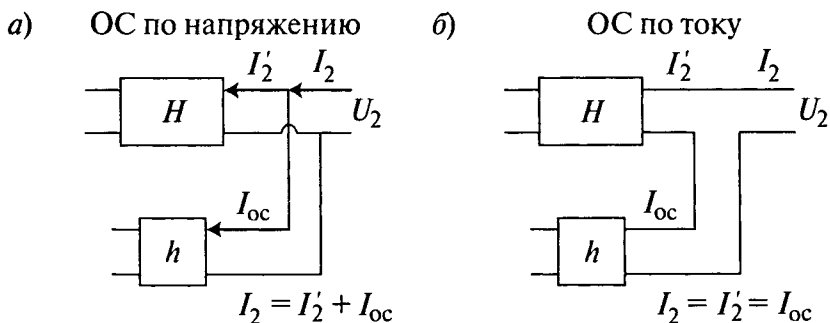 а) ОС по напряжению б) ОС по току
I₂′ I₂ I₂′ I₂
H U₂ H U₂
Iос Iос
h h
I₂ = I₂′ + Iос I₂ = I₂′ = Iос